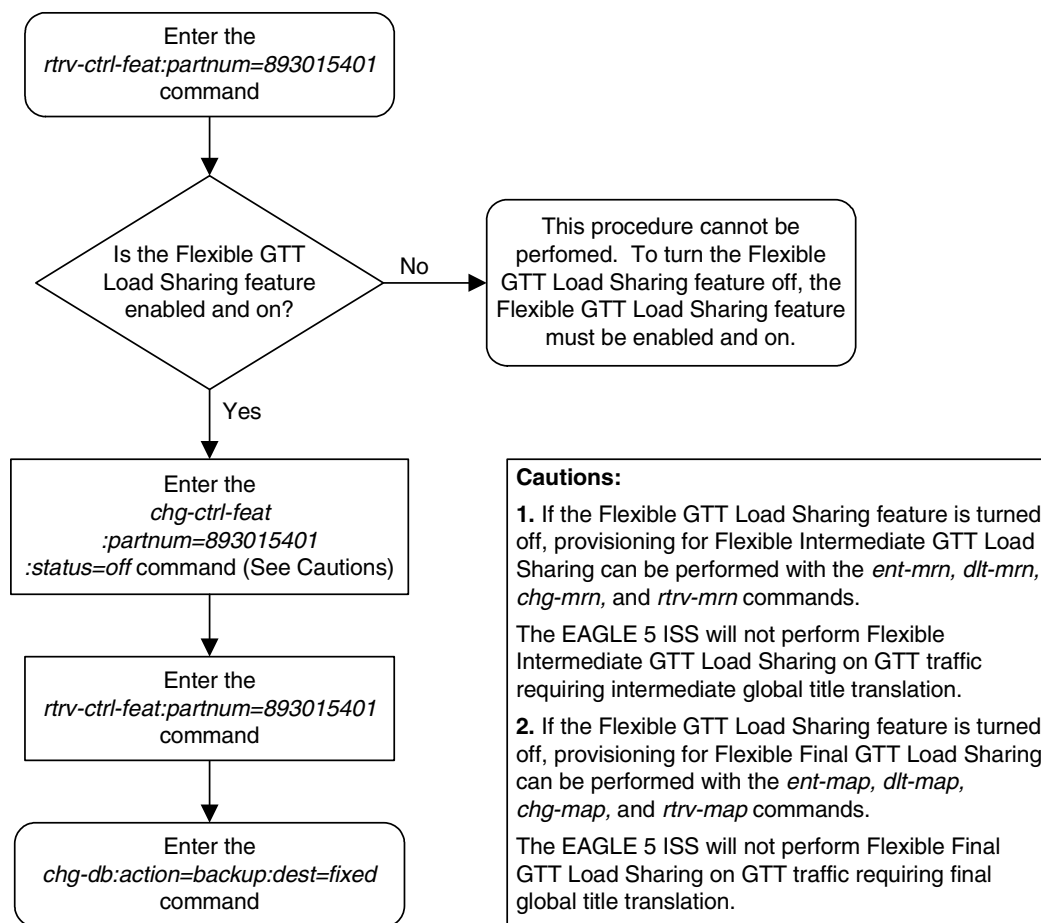 Enter the
rtrv-ctrl-feat:partnum=893015401
command
Is the Flexible GTT
Load Sharing feature
enabled and on?
No
This procedure cannot be
perfomed. To turn the Flexible
GTT Load Sharing feature off, the
Flexible GTT Load Sharing feature
must be enabled and on.
Yes
Enter the
chg-ctrl-feat
:partnum=893015401
:status=off command (See Cautions)
Enter the
rtrv-ctrl-feat:partnum=893015401
command
Enter the
chg-db:action=backup:dest=fixed
command
Cautions:
1. If the Flexible GTT Load Sharing feature is turned
off, provisioning for Flexible Intermediate GTT Load
Sharing can be performed with the ent-mrn, dlt-mrn,
chg-mrn, and rtrv-mrn commands.
The EAGLE 5 ISS will not perform Flexible
Intermediate GTT Load Sharing on GTT traffic
requiring intermediate global title translation.
2. If the Flexible GTT Load Sharing feature is turned
off, provisioning for Flexible Final GTT Load Sharing
can be performed with the ent-map, dlt-map,
chg-map, and rtrv-map commands.
The EAGLE 5 ISS will not perform Flexible Final
GTT Load Sharing on GTT traffic requiring final
global title translation.